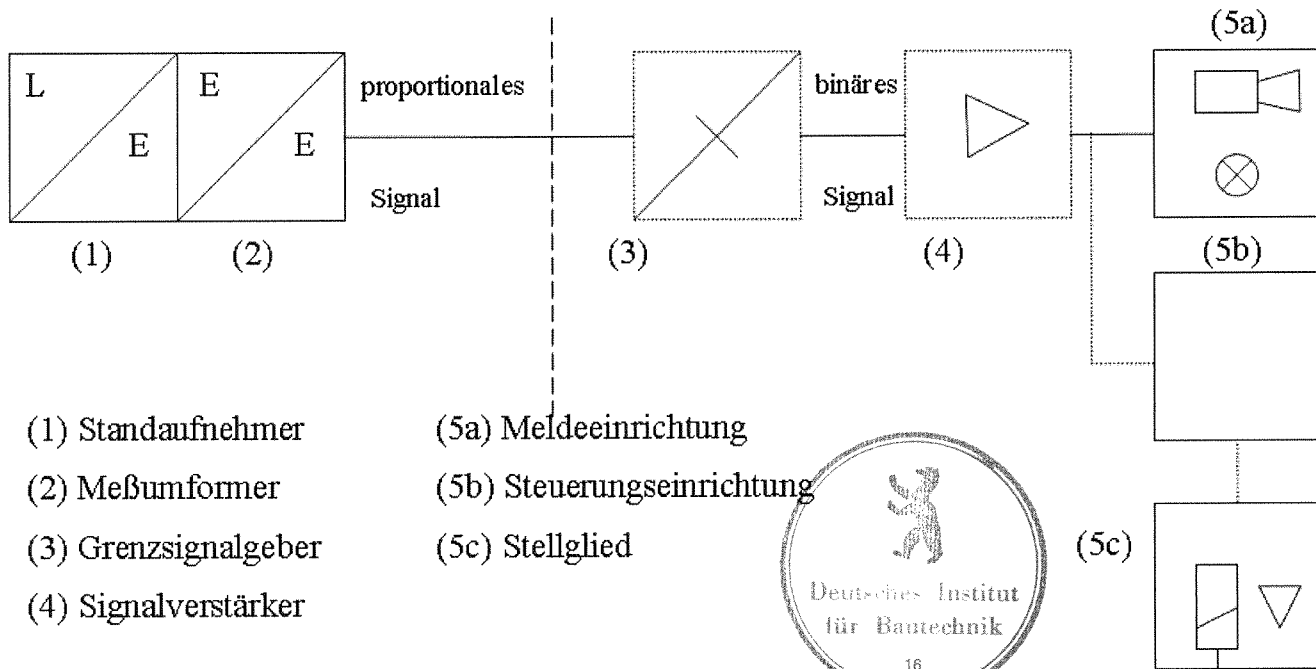 (5a)
L
E
E
E
proportionales
Signal
binäres
Signal
(1)
(2)
(3)
(4)
(5b)
(5c)
(1) Standaufnehmer
(2) Meßumformer
(3) Grenzsignalgeber
(4) Signalverstärker
(5a) Meldeeinrichtung
(5b) Steuerungseinrichtung
(5c) Stellglied
Deutsches Institut
für Bautechnik
16